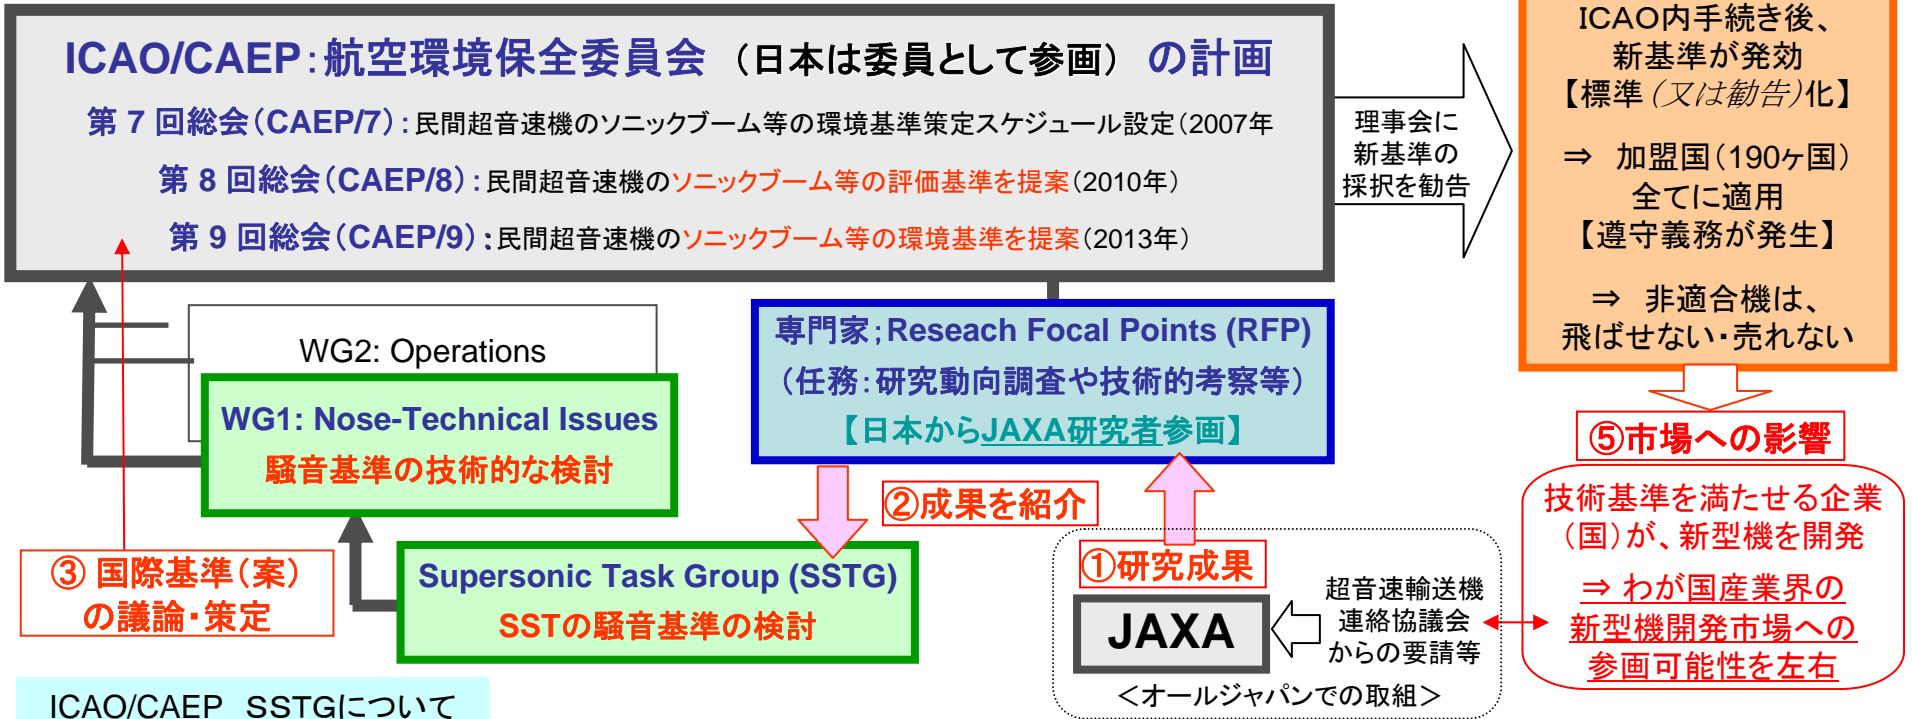 ICAO/CAEP：航空環境保全委員会 （日本は委員として参画） の計画
第 7 回総会（CAEP/7）：民間超音速機のソニックブーム等の環境基準策定スケジュール設定（2007年
第 8 回総会（CAEP/8）：民間超音速機のソニックブーム等の評価基準を提案（2010年）
第 9 回総会（CAEP/9）：民間超音速機のソニックブーム等の環境基準を提案（2013年）
理事会に
新基準の
採択を勧告
ＩＣＡＯ内手続き後、
新基準が発効
【標準（又は勧告）化】
⇒ 加盟国（190ヶ国）
全てに適用
【遵守義務が発生】
⇒ 非適合機は、
飛ばせない・売れない
WG2: Operations
WG1: Nose-Technical Issues
騒音基準の技術的な検討
専門家；Reseach Focal Points (RFP)
（任務：研究動向調査や技術的考察等）
【日本からJAXA研究者参画】
②成果を紹介
①研究成果
③ 国際基準（案）
の議論・策定
Supersonic Task Group (SSTG)
SSTの騒音基準の検討
JAXA
超音速輸送機
連絡協議会
からの要請等
＜オールジャパンでの取組＞
⑤市場への影響
技術基準を満たせる企業
（国）が、新型機を開発
⇒ わが国産業界の
新型機開発市場への
参画可能性を左右
ICAO/CAEP ＳＳＴＧについて